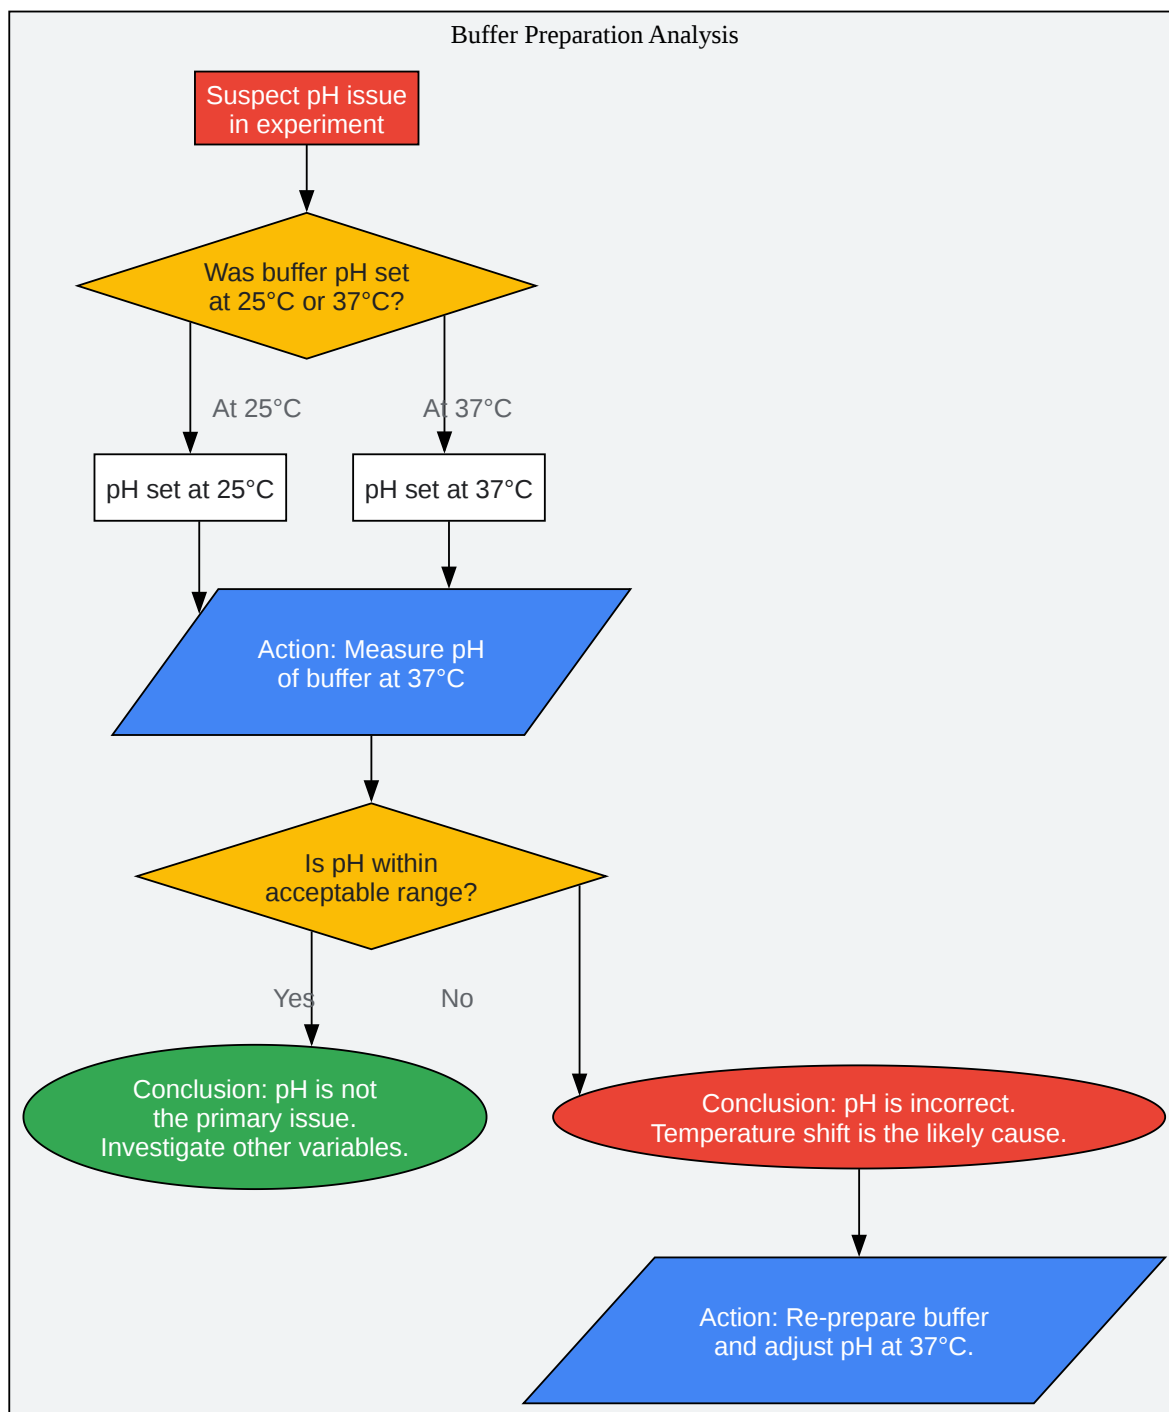 Buffer Preparation Analysis
Suspect pH issue
in experiment
Was buffer pH set
at 25°C or 37°C?
At 25°C
At 37°C
pH set at 25°C
pH set at 37°C
Action: Measure pH
of buffer at 37°C
Is pH within
acceptable range?
Yes
No
Conclusion: pH is not
the primary issue.
Investigate other variables.
Conclusion: pH is incorrect.
Temperature shift is the likely cause.
Action: Re-prepare buffer
and adjust pH at 37°C.